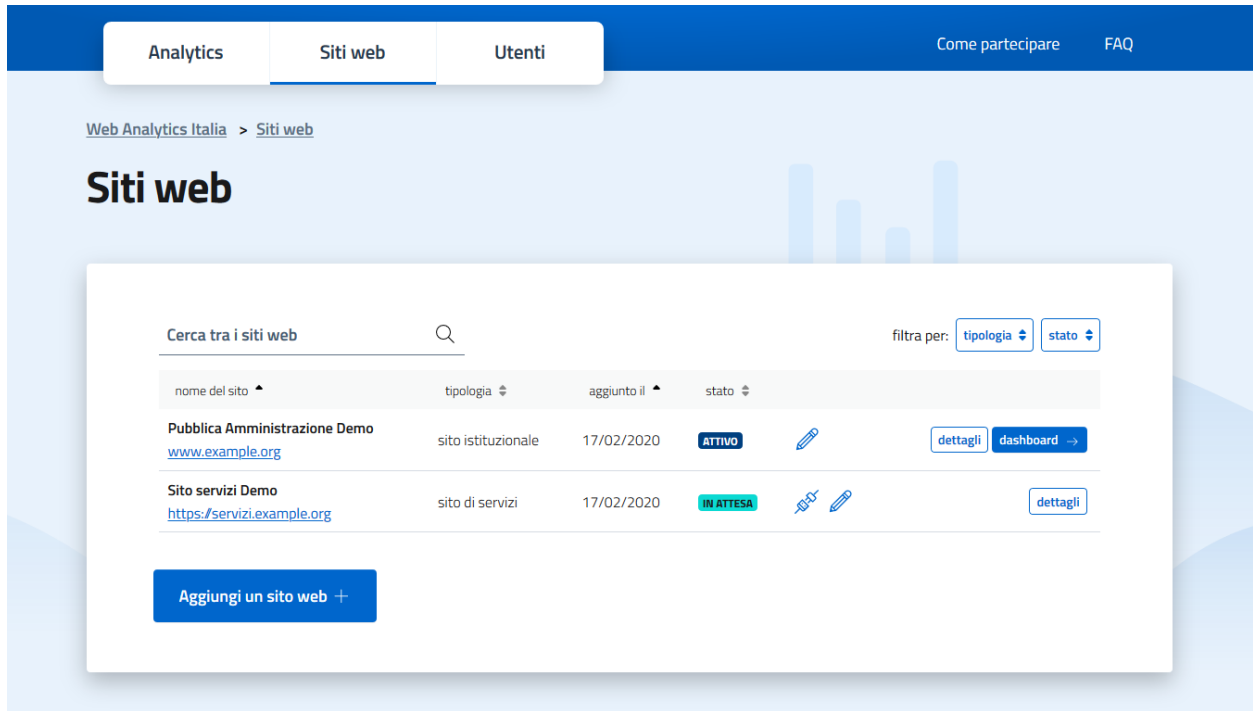 Analytics Siti web Utenti Come partecipare FAQ
Web Analytics Italia > Siti web
Siti web
Cerca tra i siti web filtra per: tipologia stato
nome del sito tipologia aggiunto il stato
Pubblica Amministrazione Demo
www.example.org sito istituzionale 17/02/2020 ATTIVO dettagli dashboard →
Sito servizi Demo
https://servizi.example.org sito di servizi 17/02/2020 IN ATTESA dettagli
Aggiungi un sito web +